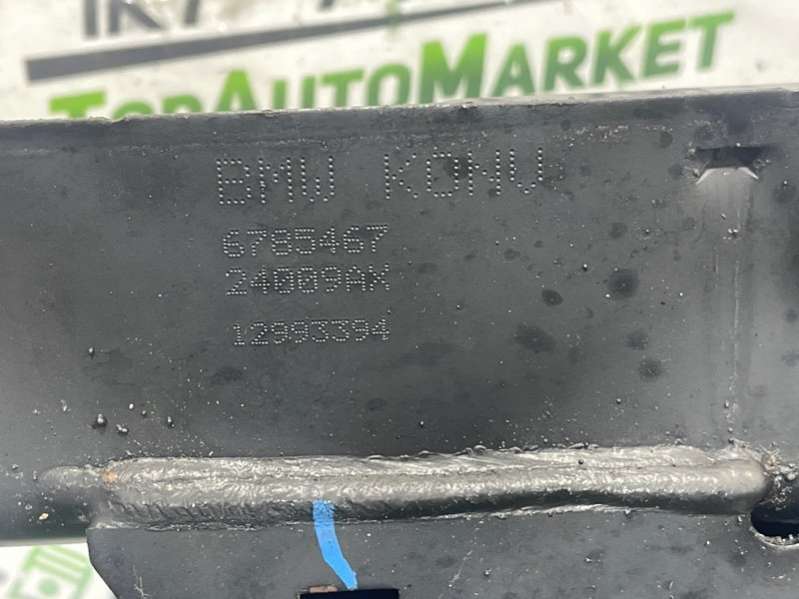 TOPAUTOMARKET
BMW KONV
6785467
24009AX
12993394